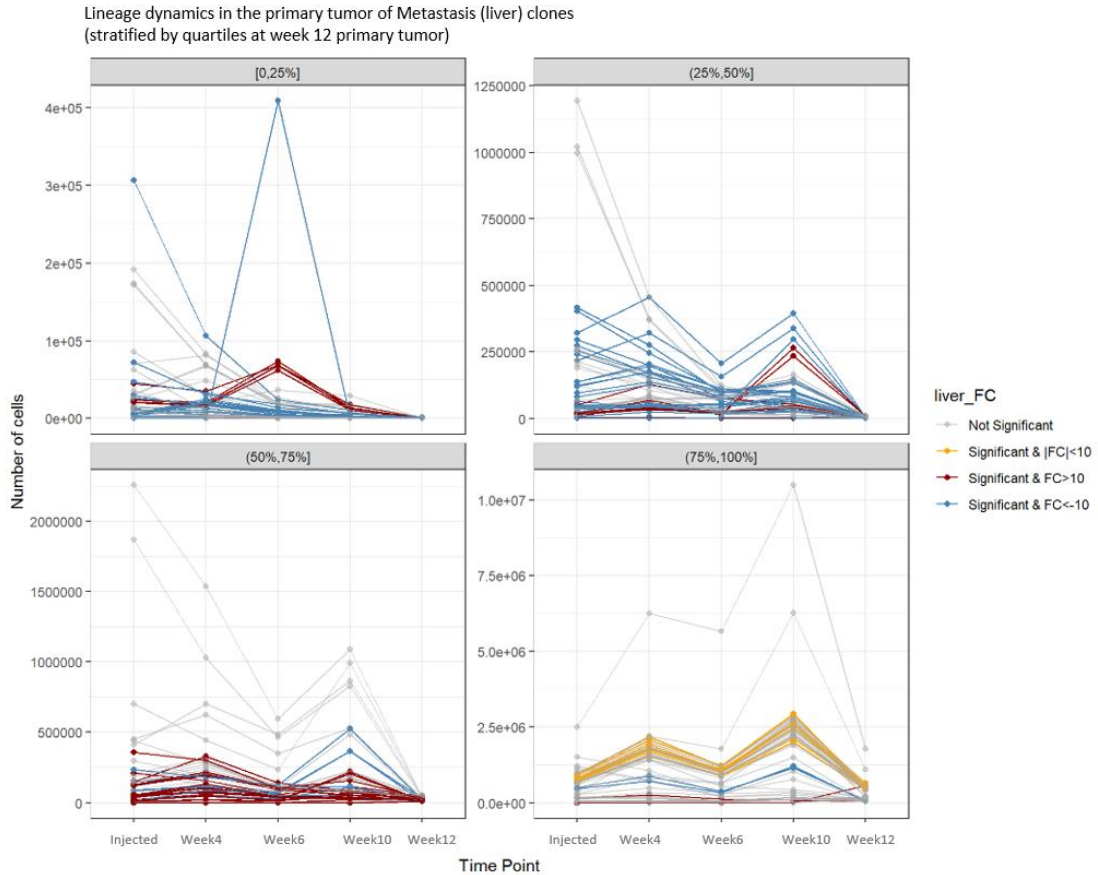 Lineage dynamics in the primary tumor of Metastasis (liver) clones
(stratified by quartiles at week 12 primary tumor)
[0,25%]
(25%,50%]
4e+05
3e+05
2e+05
1e+05
0e+00
1250000
1000000
750000
500000
250000
0
(50%,75%]
(75%,100%]
2000000
1500000
1000000
500000
0
1.0e+07
7.5e+06
5.0e+06
2.5e+06
0.0e+00
Injected Week4 Week6 Week10 Week12
Injected Week4 Week6 Week10 Week12
Number of cells
Time Point
liver_FC
Not Significant
Significant & |FC|<10
Significant & FC>10
Significant & FC<-10